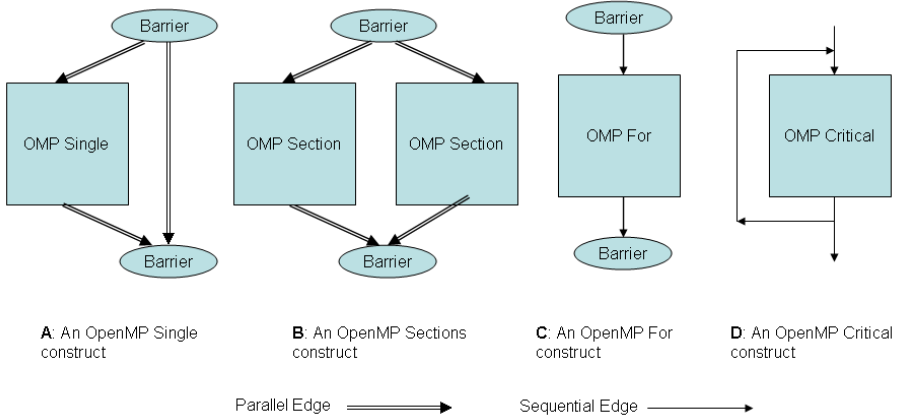 Barrier
Barrier
Barrier
OMP Single
OMP Section
OMP Section
OMP For
OMP Critical
Barrier
Barrier
Barrier
A: An OpenMP Single
construct
B: An OpenMP Sections
construct
C: An OpenMP For
construct
D: An OpenMP Critical
construct
Parallel Edge
Sequential Edge